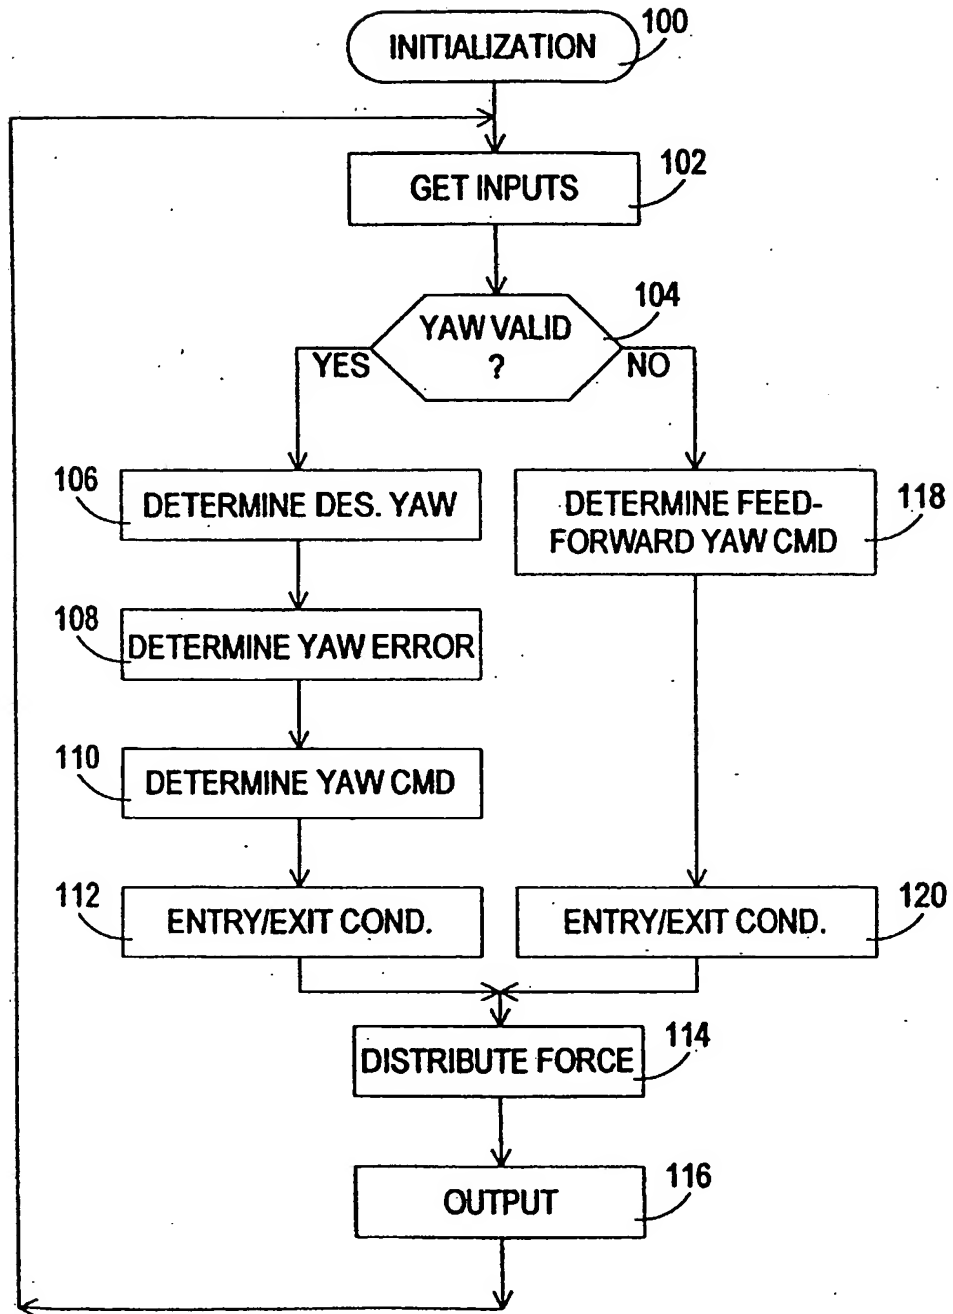 INITIALIZATION
100
GET INPUTS
102
YAW VALID
?
104
YES
NO
106
DETERMINE DES. YAW
DETERMINE FEED-
FORWARD YAW CMD
118
108
DETERMINE YAW ERROR
110
DETERMINE YAW CMD
112
ENTRY/EXIT COND.
ENTRY/EXIT COND.
120
DISTRIBUTE FORCE
114
OUTPUT
116